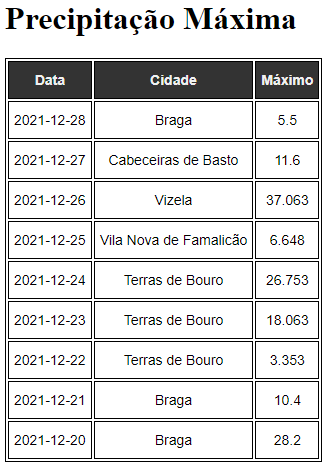 Precipitação Máxima
Data Cidade Máximo
2021-12-28 Braga 5.5
2021-12-27 Cabeceiras de Basto 11.6
2021-12-26 Vizela 37.063
2021-12-25 Vila Nova de Famalicão 6.648
2021-12-24 Terras de Bouro 26.753
2021-12-23 Terras de Bouro 18.063
2021-12-22 Terras de Bouro 3.353
2021-12-21 Braga 10.4
2021-12-20 Braga 28.2